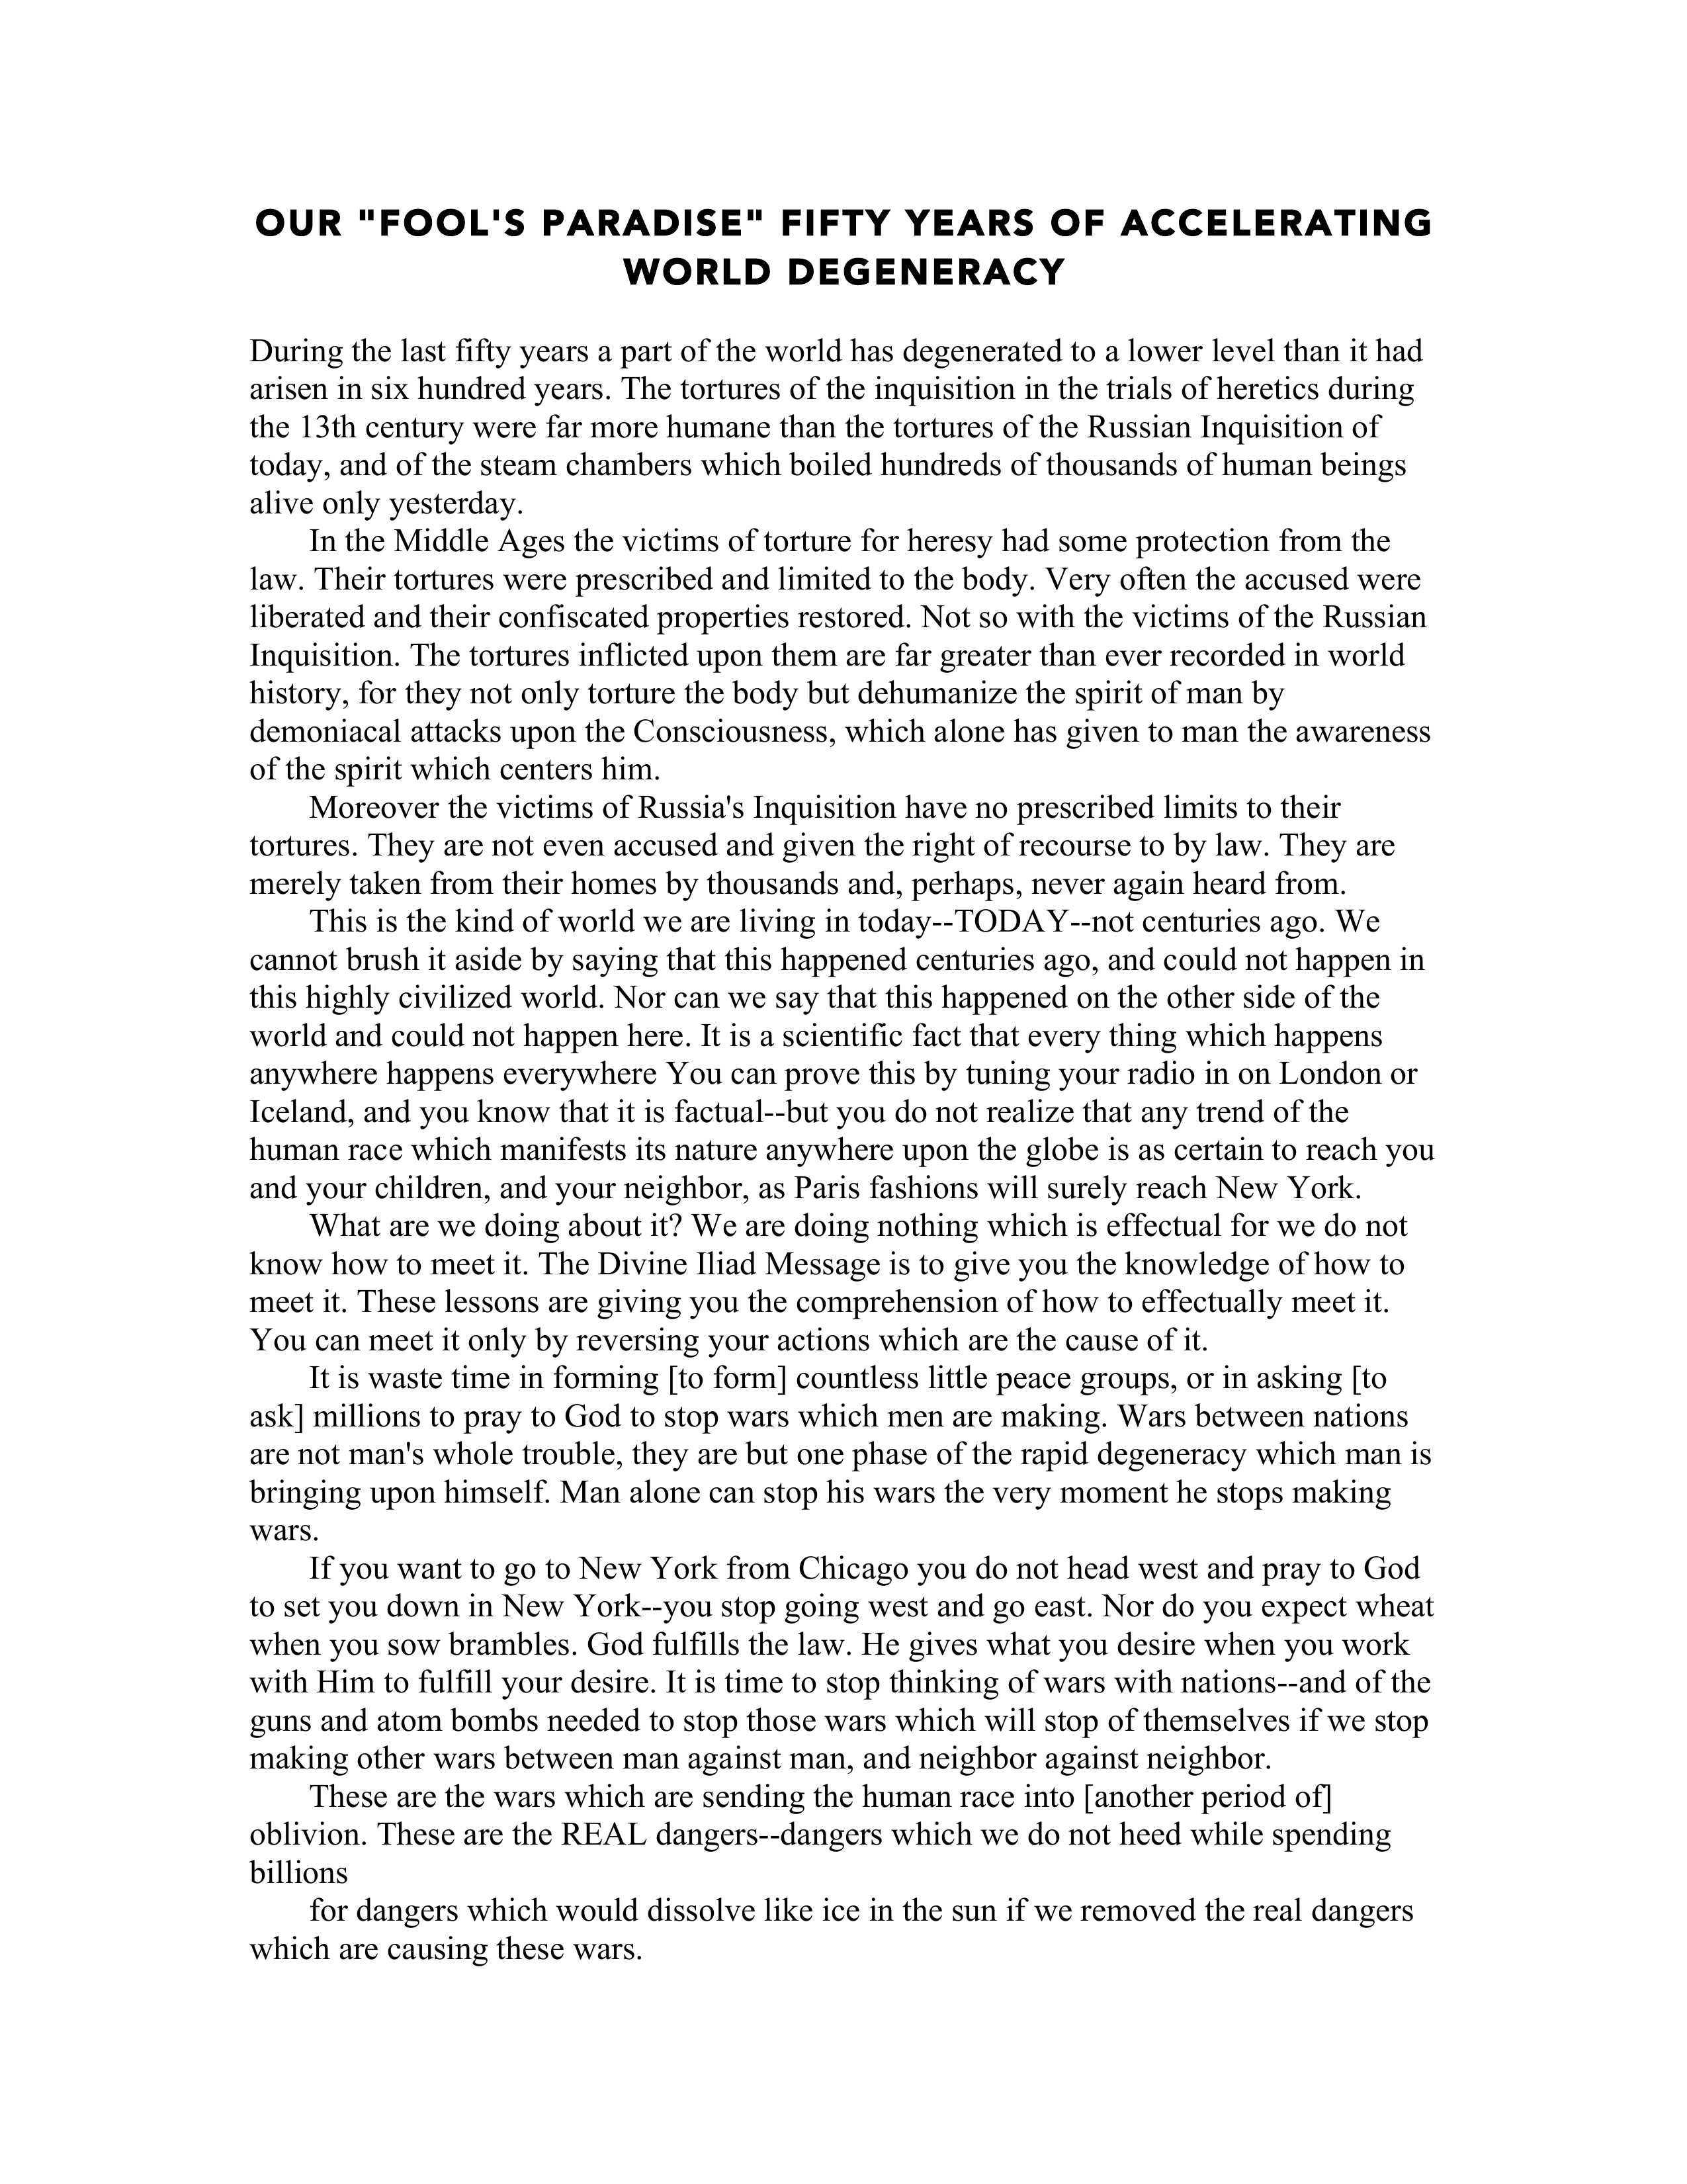 OUR "FOOL'S PARADISE" FIFTY YEARS OF ACCELERATING
WORLD DEGENERACY
During the last fifty years a part of the world has degenerated to a lower level than it had
arisen in six hundred years. The tortures of the inquisition in the trials of heretics during
the 13th century were far more humane than the tortures of the Russian Inquisition of
today, and of the steam chambers which boiled hundreds of thousands of human beings
alive only yesterday.
In the Middle Ages the victims of torture for heresy had some protection from the
law. Their tortures were prescribed and limited to the body. Very often the accused were
liberated and their confiscated properties restored. Not so with the victims of the Russian
Inquisition. The tortures inflicted upon them are far greater than ever recorded in world
history, for they not only torture the body but dehumanize the spirit of man by
demoniacal attacks upon the Consciousness, which alone has given to man the awareness
of the spirit which centers him.
Moreover the victims of Russia's Inquisition have no prescribed limits to their
tortures. They are not even accused and given the right of recourse to by law. They are
merely taken from their homes by thousands and, perhaps, never again heard from.
This is the kind of world we are living in today--TODAY--not centuries ago. We
cannot brush it aside by saying that this happened centuries ago, and could not happen in
this highly civilized world. Nor can we say that this happened on the other side of the
world and could not happen here. It is a scientific fact that every thing which happens
anywhere happens everywhere You can prove this by tuning your radio in on London or
Iceland, and you know that it is factual--but you do not realize that any trend of the
human race which manifests its nature anywhere upon the globe is as certain to reach you
and your children, and your neighbor, as Paris fashions will surely reach New York.
What are we doing about it? We are doing nothing which is effectual for we do not
know how to meet it. The Divine Iliad Message is to give you the knowledge of how to
meet it. These lessons are giving you the comprehension of how to effectually meet it.
You can meet it only by reversing your actions which are the cause of it.
It is waste time in forming [to form] countless little peace groups, or in asking [to
ask] millions to pray to God to stop wars which men are making. Wars between nations
are not man's whole trouble, they are but one phase of the rapid degeneracy which man is
bringing upon himself. Man alone can stop his wars the very moment he stops making
wars.
If you want to go to New York from Chicago you do not head west and pray to God
to set you down in New York--you stop going west and go east. Nor do you expect wheat
when you sow brambles. God fulfills the law. He gives what you desire when you work
with Him to fulfill your desire. It is time to stop thinking of wars with nations--and of the
guns and atom bombs needed to stop those wars which will stop of themselves if we stop
making other wars between man against man, and neighbor against neighbor.
These are the wars which are sending the human race into [another period of]
oblivion. These are the REAL dangers--dangers which we do not heed while spending
billions
for dangers which would dissolve like ice in the sun if we removed the real dangers
which are causing these wars.